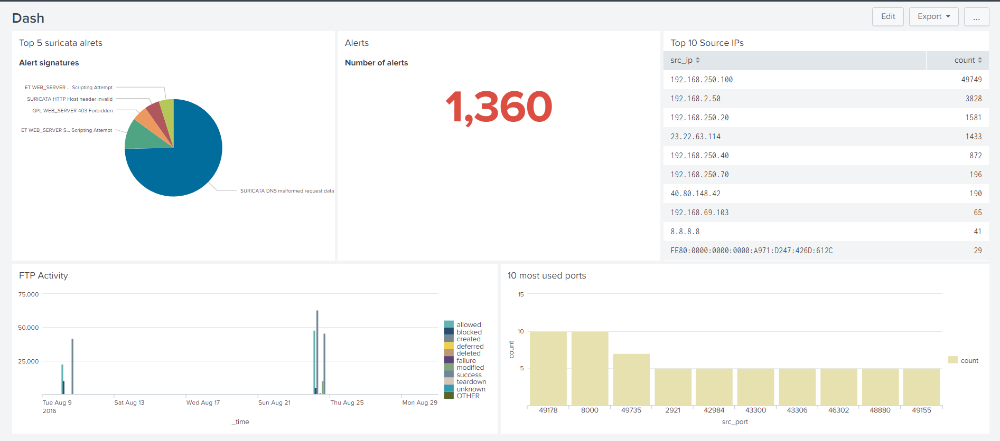 Dash
Edit
Export
...
Top 5 suricata alrets
Alert signatures
ET WEB_SERVER ... Scripting Attempt
SURICATA HTTP Host header invalid
GPL WEB_SERVER 403 Forbidden
ET WEB_SERVER S... Scripting Attempt
SURICATA DNS malformed request data
Alerts
Number of alerts
1,360
Top 10 Source IPs
src_ip count
192.168.250.100 49749
192.168.2.50 3828
192.168.250.20 1581
23.22.63.114 1433
192.168.250.40 872
192.168.250.70 196
40.80.148.42 190
192.168.69.103 65
8.8.8.8 41
FE80:0000:0000:0000:A971:D247:426D:612C 29
FTP Activity
75,000
50,000
25,000
Tue Aug 9 Sat Aug 13 Wed Aug 17 Sun Aug 21 Thu Aug 25 Mon Aug 29
2016
_time
allowed
blocked
created
deferred
deleted
failure
modified
success
teardown
unknown
OTHER
10 most used ports
15
10
5
count
49178 8000 49735 2921 42984 43300 43306 46302 48880 49155
src_port
count